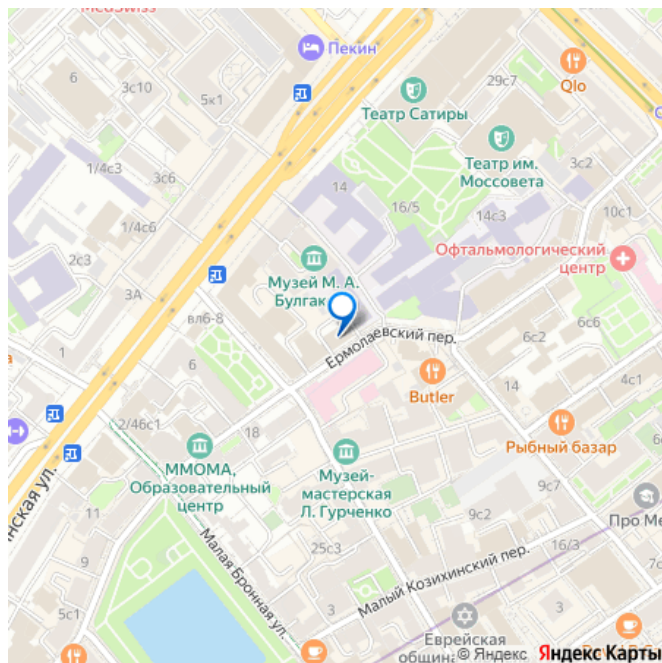 MedSwiss
Пекин
6
3с10
5к1
29с7
Qlo
Театр Сатиры
1/4с3
3с6
14
Театр им.
Моссовета
3с2
16/5
14с3
10с1
1/4с6
2с3
Музей М. А.
Булгак
Офтальмологический
центр
3А
вл6-8
Ермолаевский пер.
6с2
6с6
1
6
Butler
14
4с1
2/46с1
18
Рыбный базар
ММОМА,
Образовательный
центр
Музей-
мастерская
Л. Гурченко
нская ул.
11
9с7
9с2
Про Ме
9
25с3
Малая Бронная ул.
16/3
Малый Козихинский пер.
5с1
3
3
Еврейская
община
© Яндекс
Яндекс Карты